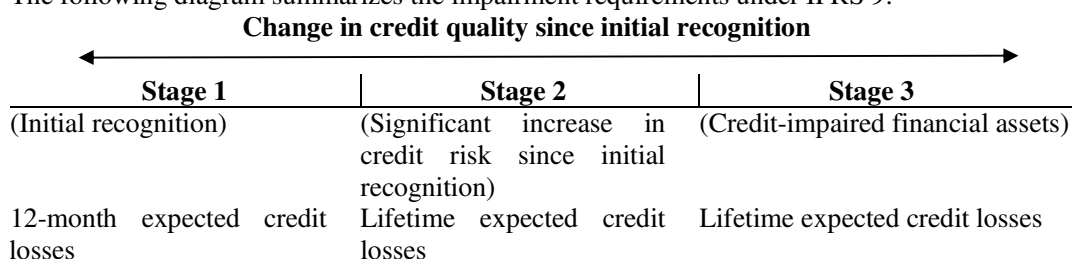 The following diagram summarizes the impairment requirements under IFRS 9:
Change in credit quality since initial recognition
Stage 1 Stage 2 Stage 3
(Initial recognition) (Significant increase in (Credit-impaired financial assets)
credit risk since initial
recognition)
12-month expected credit Lifetime expected credit Lifetime expected credit losses
losses losses